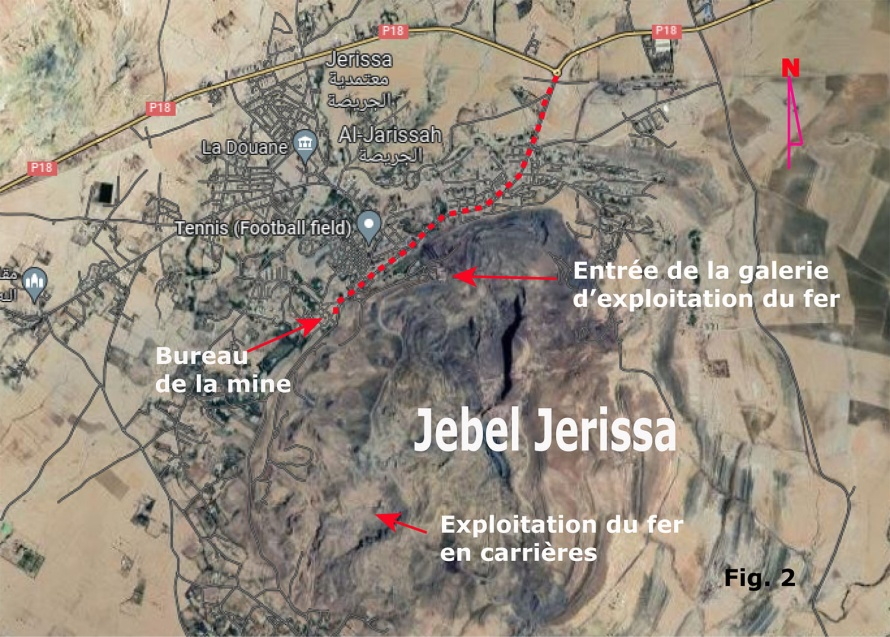 P18
P18
Jerissa
معتمدية
الجريصة
N
P18
Al-Jarissah
الجريصة
La Douane
P18
Tennis (Football field)
Entrée de la galerie
d’exploitation du fer
Bureau
de la mine
Jebel Jerissa
Exploitation du fer
en carrières
Fig. 2